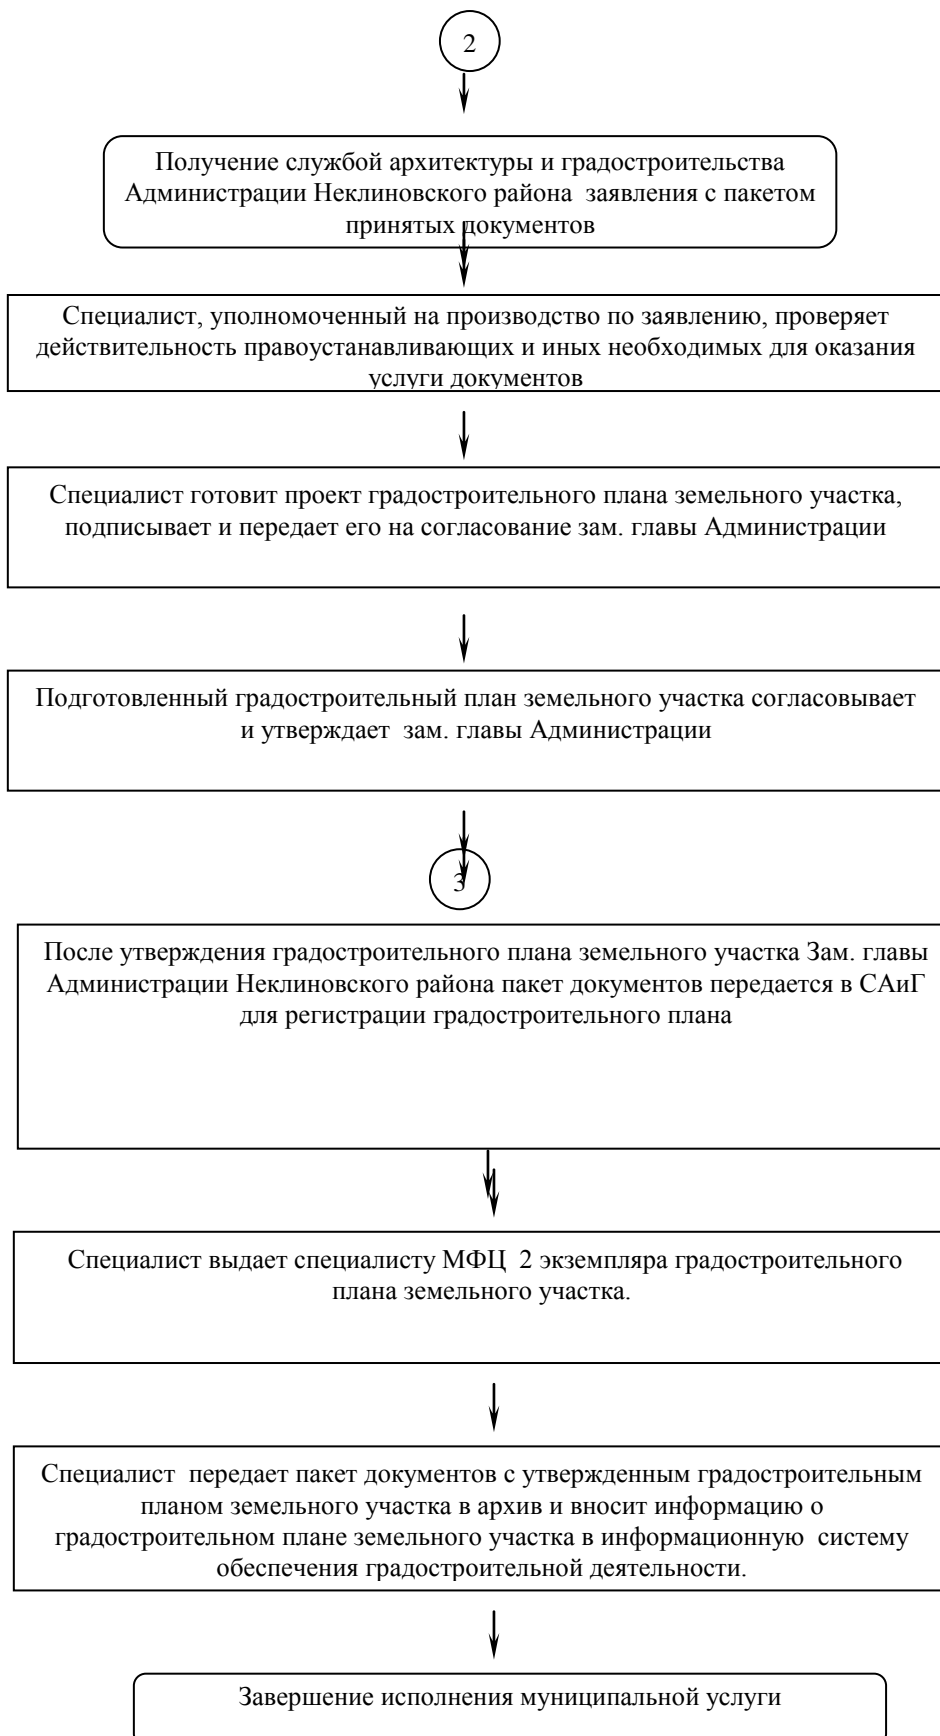 2
Получение службой архитектуры и градостроительства
Администрации Неклиновского район заявления с пакетом
принятых документов
Специалист, уполномоченный на производство по заявлению, проверяет
действительность правоустанавливающих и иных необходимых для оказания
услуги документов
Специалист готовит проект градостроительного плана земельного участка,
подписывает и передает его на согласование зам. главы Администрации
Подготовленный градостроительный план земельного участка согласовывает
и утверждает зам. главы Администрации
3
После утверждения градостроительного плана земельного участка Зам. главы
Администрации Неклиновского района пакет документов передается в САиГ
для регистрации градостроительного плана
Специалист выдает специалисту МФЦ 2 экземпляра градостроительного
плана земельного участка.
Специалист передает пакет документов с утвержденным градостроительным
планом земельного участка в архив и вносит информацию о
градостроительном плане земельного участка в информационную систему
обеспечения градостроительной деятельности.
Завершение исполнения муниципальной услуги